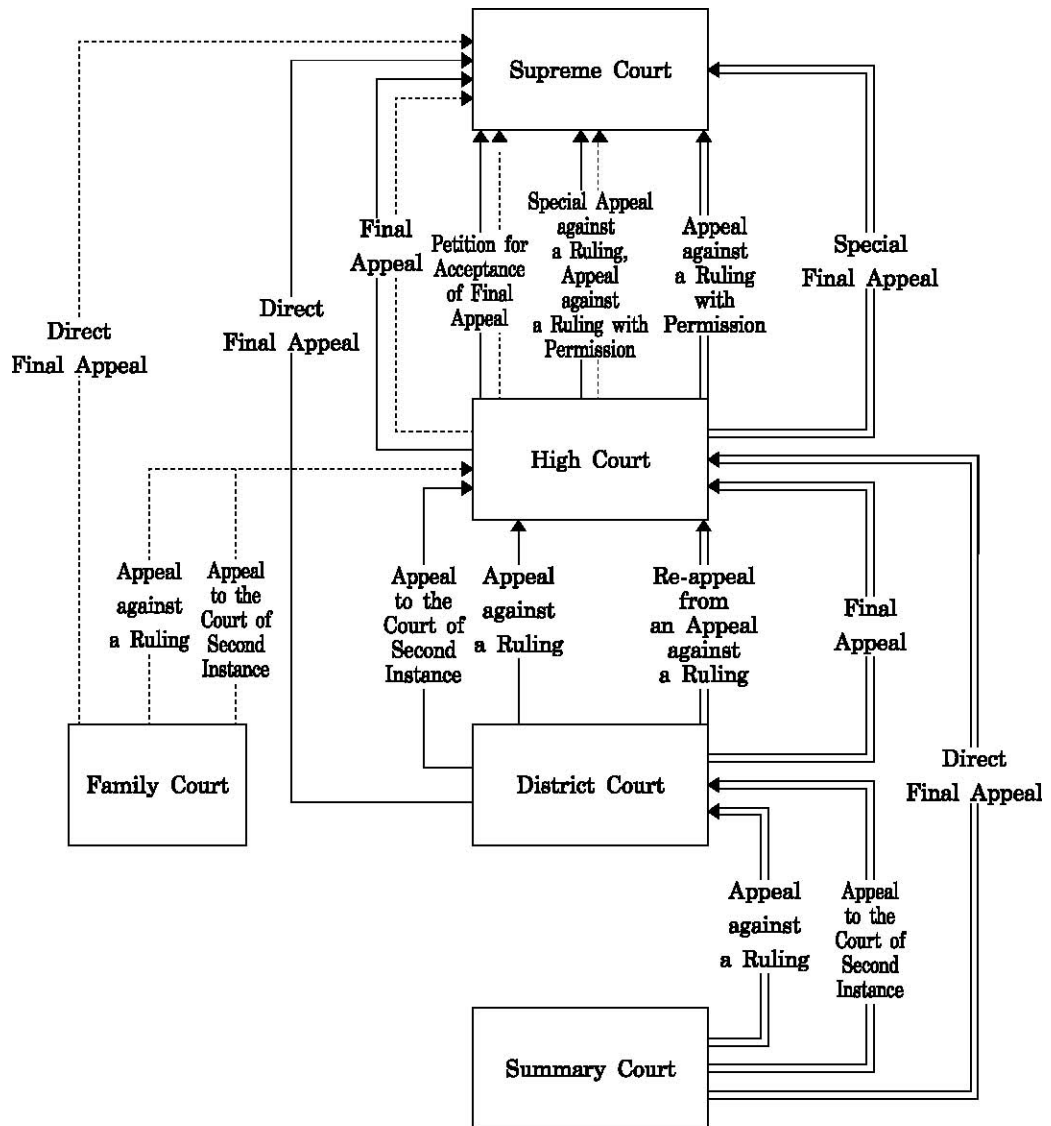 Supreme Court
Direct
Final Appeal
Direct
Final Appeal
Final
Appeal
Petition for
Acceptance
of Final
Appeal
Special Appeal
against
a Ruling,
Appeal
against
a Ruling with
Permission
Appeal
against
a Ruling
with
Permission
Special
Final Appeal
High Court
Appeal
against
a Ruling
Appeal
to the
Court of
Second
Instance
Appeal
to the
Court of
Second
Instance
Appeal
against
a Ruling
Re-appeal
from
an Appeal
against
a Ruling
Final
Appeal
Direct
Final Appeal
Family Court
District Court
Appeal
against
a Ruling
Appeal
to the
Court of
Second
Instance
Summary Court